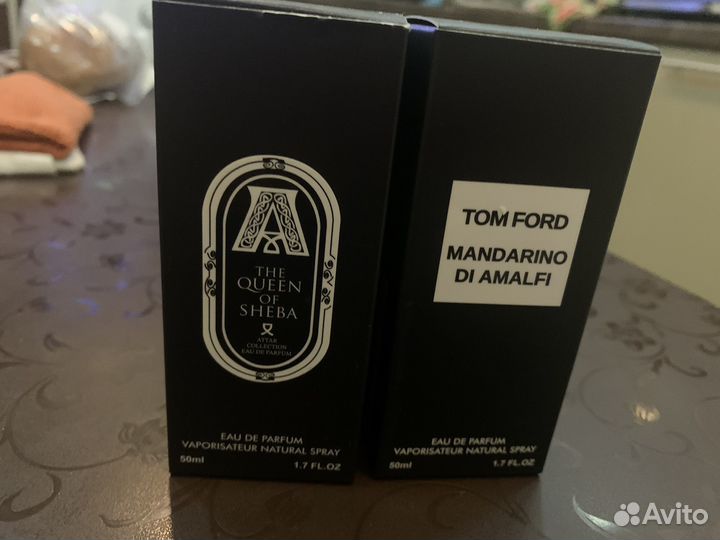 A
THE
QUEEN
OF
SHEBA
ATTAR
COLLECTION
EAU DE PARFUM
EAU DE PARFUM
VAPORISATEUR NATURAL SPRAY
50ml 1.7 FL.OZ
TOM FORD
MANDARINO
DI AMALFI
EAU DE PARFUM
VAPORISATEUR NATURAL SPRAY
50ml 1.7 FL.OZ
Avito